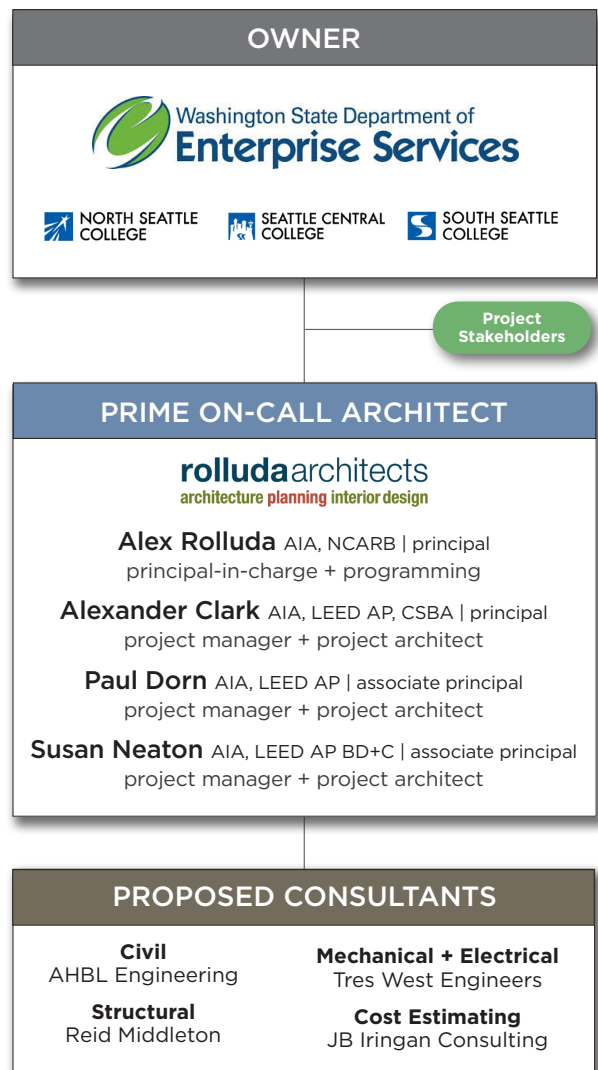 OWNER
Washington State Department of
Enterprise Services
NORTH SEATTLE
COLLEGE
SEATTLE CENTRAL
COLLEGE
SOUTH SEATTLE
COLLEGE
Project
Stakeholders
PRIME ON-CALL ARCHITECT
rolludaarchitects
architecture planning interior design
Alex Rolluda AIA, NCARB | principal
principal-in-charge + programming
Alexander Clark AIA, LEED AP, CSBA | principal
project manager + project architect
Paul Dorn AIA, LEED AP | associate principal
project manager + project architect
Susan Neaton AIA, LEED AP BD+C | associate principal
project manager + project architect
PROPOSED CONSULTANTS
Civil
AHBL Engineering
Structural
Reid Middleton
Mechanical + Electrical
Tres West Engineers
Cost Estimating
JB Iringan Consulting